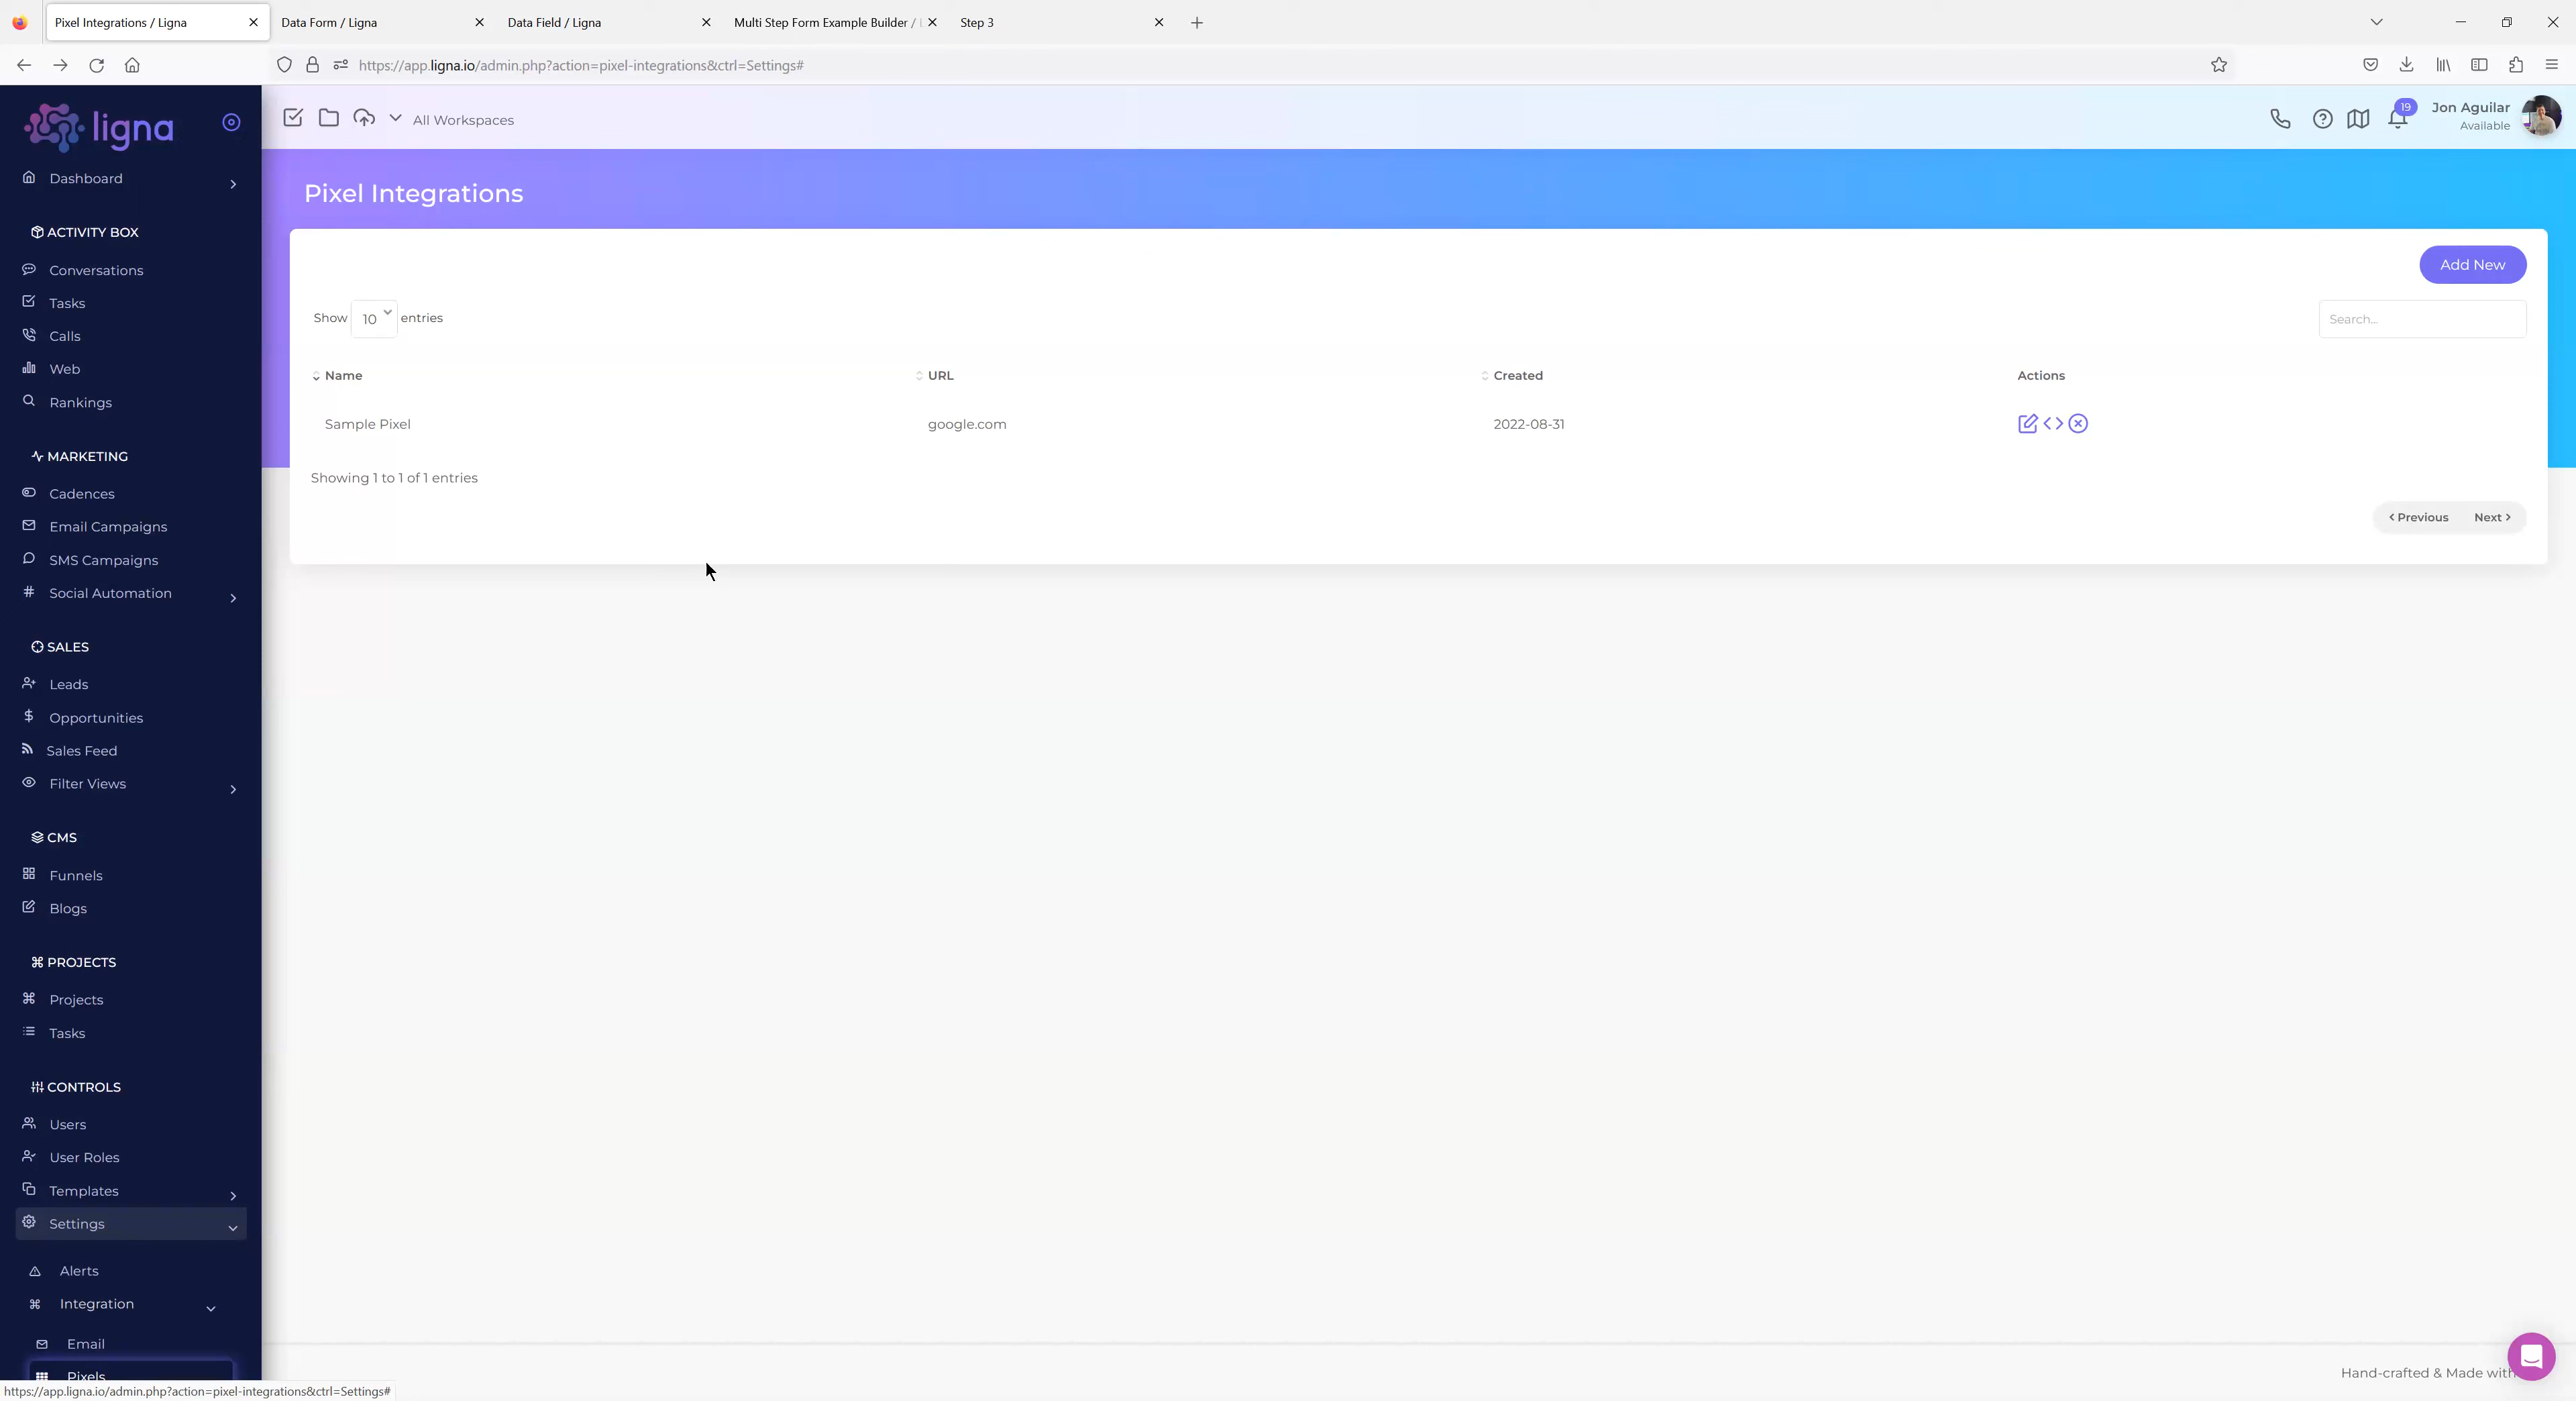 Pixel Integrations / Ligna
Data Form / Ligna
Data Field / Ligna
Multi Step Form Example Builder /
Step 3
https://app.ligna.io/admin.php?action=pixel-integrations&ctrl=Settings#
ligna
All Workspaces
19
Jon Aguilar
Available
Dashboard
ACTIVITY BOX
Conversations
Tasks
Calls
Web
Rankings
MARKETING
Cadences
Email Campaigns
SMS Campaigns
Social Automation
SALES
Leads
Opportunities
Sales Feed
Filter Views
CMS
Funnels
Blogs
PROJECTS
Projects
Tasks
CONTROLS
Users
User Roles
Templates
Settings
Alerts
Integration
Email
Pixels
Pixel Integrations
Add New
Show 10 entries
Search...
Name URL Created Actions
Sample Pixel google.com 2022-08-31
Showing 1 to 1 of 1 entries
< Previous Next >
Hand-crafted & Made with
https://app.ligna.io/admin.php?action=pixel-integrations&ctrl=Settings#